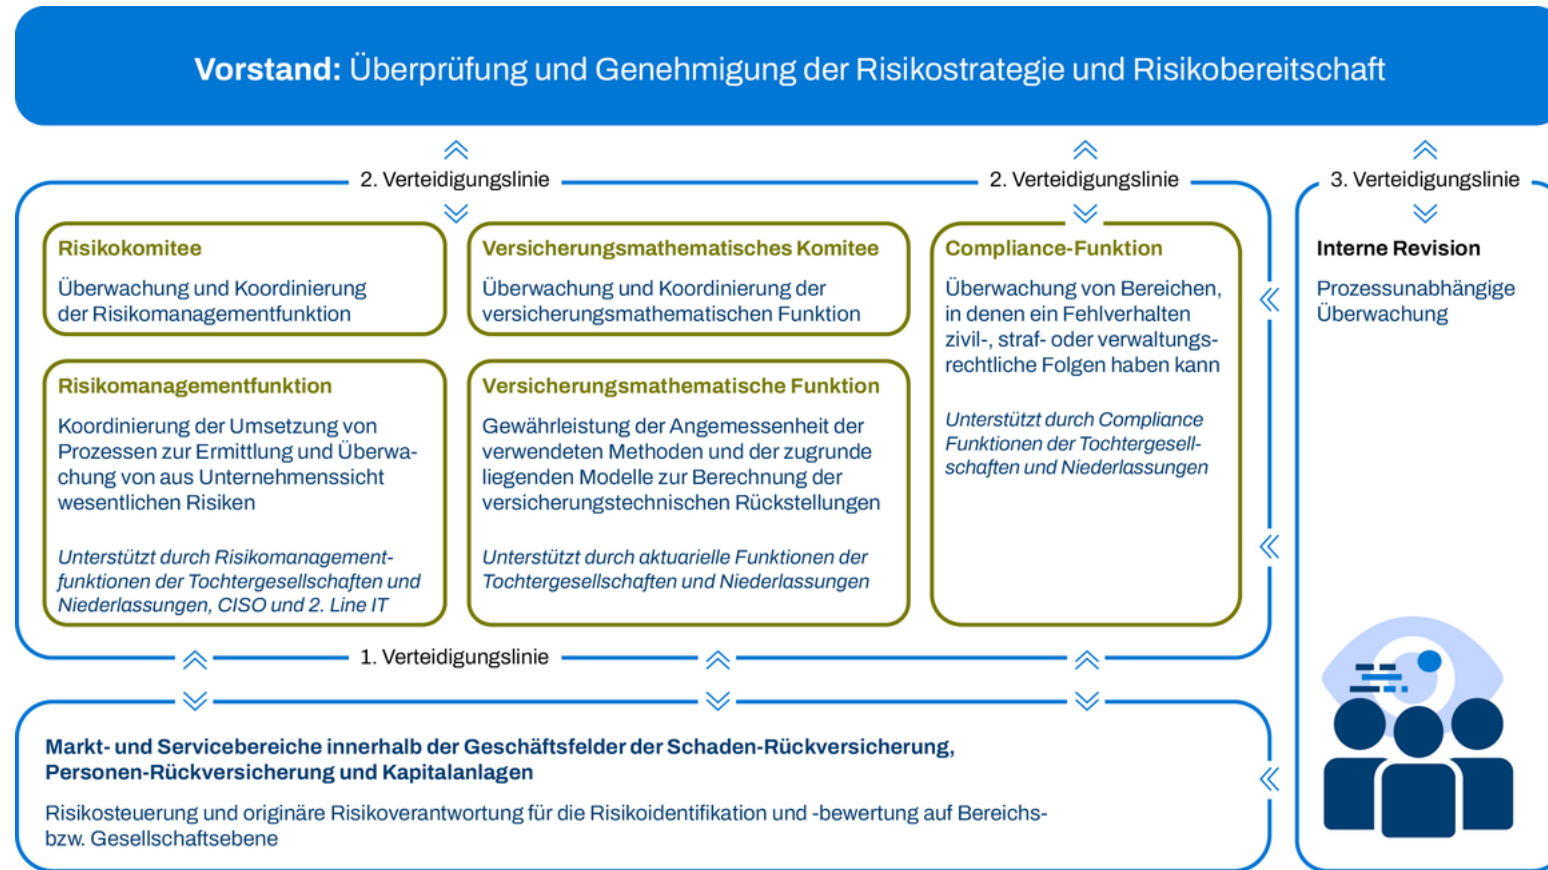 Vorstand: Überprüfung und Genehmigung der Risikostrategie und Risikobereitschaft
2. Verteidigungslinie
2. Verteidigungslinie
3. Verteidigungslinie
Risikokomitee
Überwachung und Koordinierung
der Risikomanagementfunktion
Versicherungsmathematisches Komitee
Überwachung und Koordinierung der
versicherungsmathematischen Funktion
Risikomanagementfunktion
Koordinierung der Umsetzung von
Prozessen zur Ermittlung und Überwa-
chung von aus Unternehmenssicht
wesentlichen Risiken
Unterstützt durch Risikomanagement-
funktionen der Tochtergesellschaften und
Niederlassungen, CISO und 2. Line IT
Versicherungsmathematische Funktion
Gewährleistung der Angemessenheit der
verwendeten Methoden und der zugrunde
liegenden Modelle zur Berechnung der
versicherungstechnischen Rückstellungen
Unterstützt durch aktuarielle Funktionen der
Tochtergesellschaften und Niederlassungen
Compliance-Funktion
Überwachung von Bereichen,
in denen ein Fehlverhalten
zivil-, straf- oder verwaltungs-
rechtliche Folgen haben kann
Unterstützt durch Compliance
Funktionen der Tochtergesell-
schaften und Niederlassungen
Interne Revision
Prozessunabhängige
Überwachung
1. Verteidigungslinie
Markt- und Servicebereiche innerhalb der Geschäftsfelder der Schaden-Rückversicherung,
Personen-Rückversicherung und Kapitalanlagen
Risikosteuerung und originäre Risikoverantwortung für die Risikoidentifikation und -bewertung auf Bereichs-
bzw. Gesellschaftsebene